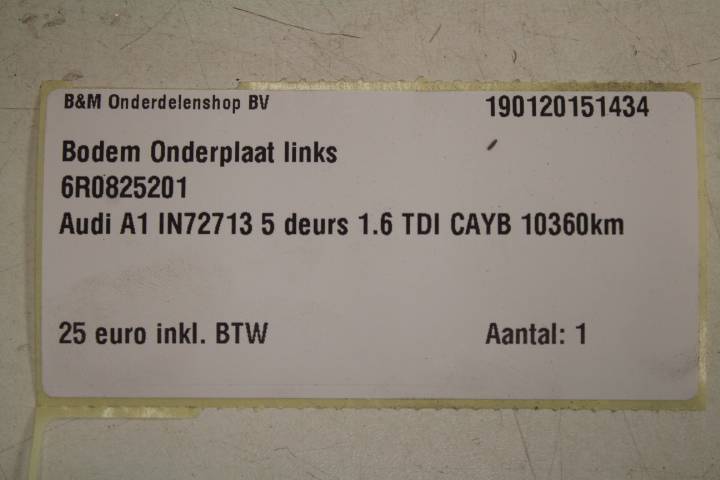 B&M Onderdelenshop BV 190120151434
Bodem Onderplaat links
6R0825201
Audi A1 IN72713 5 deurs 1.6 TDI CAYB 10360km
25 euro inkl. BTW Aantal: 1